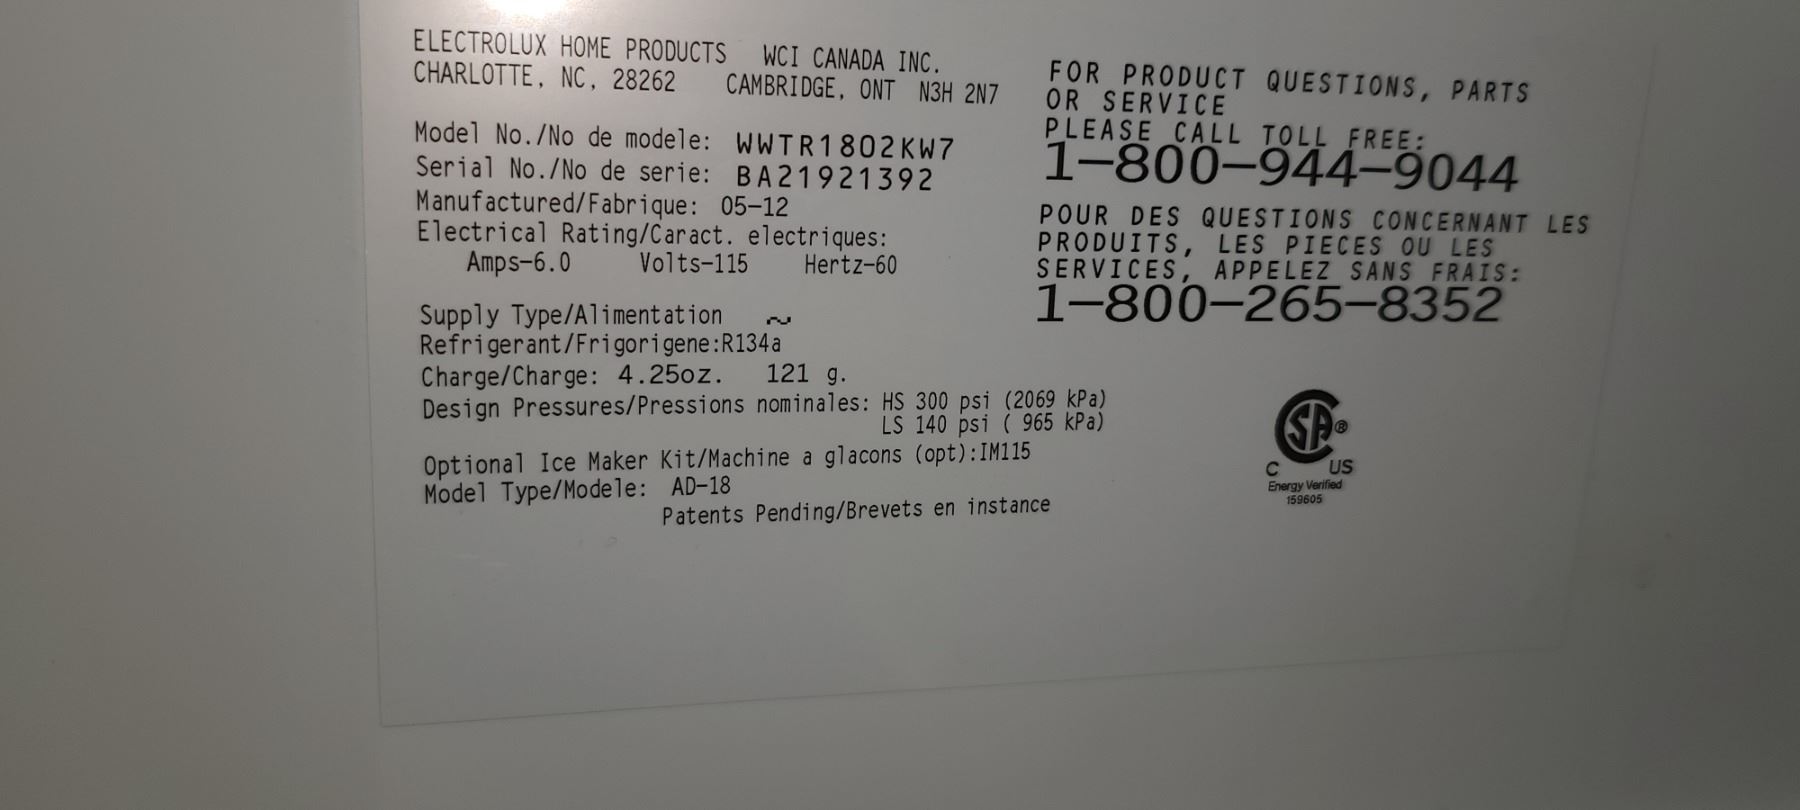 ELECTROLUX HOME PRODUCTS WCI CANADA INC.
CHARLOTTE, NC, 28262 CAMBRIDGE, ONT N3H 2N7
Model No./No de modele: WWTR1802KW7
Serial No./No de serie: BA21921392
Manufactured/Fabrique: 05-12
Electrical Rating/Caract. electriques:
Amps-6.0 Volts-115 Hertz-60
Supply Type/Alimentation ~
Refrigerant/Frigorigene:R134a
Charge/Charge: 4.25oz. 121 g.
Design Pressures/Pressions nominales: HS 300 psi (2069 kPa)
LS 140 psi ( 965 kPa)
Optional Ice Maker Kit/Machine a glacons (opt):IM115
Model Type/Modele: AD-18
Patents Pending/Brevets en instance
FOR PRODUCT QUESTIONS, PARTS
OR SERVICE
PLEASE CALL TOLL FREE:
1-800-944-9044
POUR DES QUESTIONS CONCERNANT LES
PRODUITS, LES PIECES OU LES
SERVICES, APPELEZ SANS FRAIS:
1-800-265-8352
CSA®
C US
Energy Verified
159605